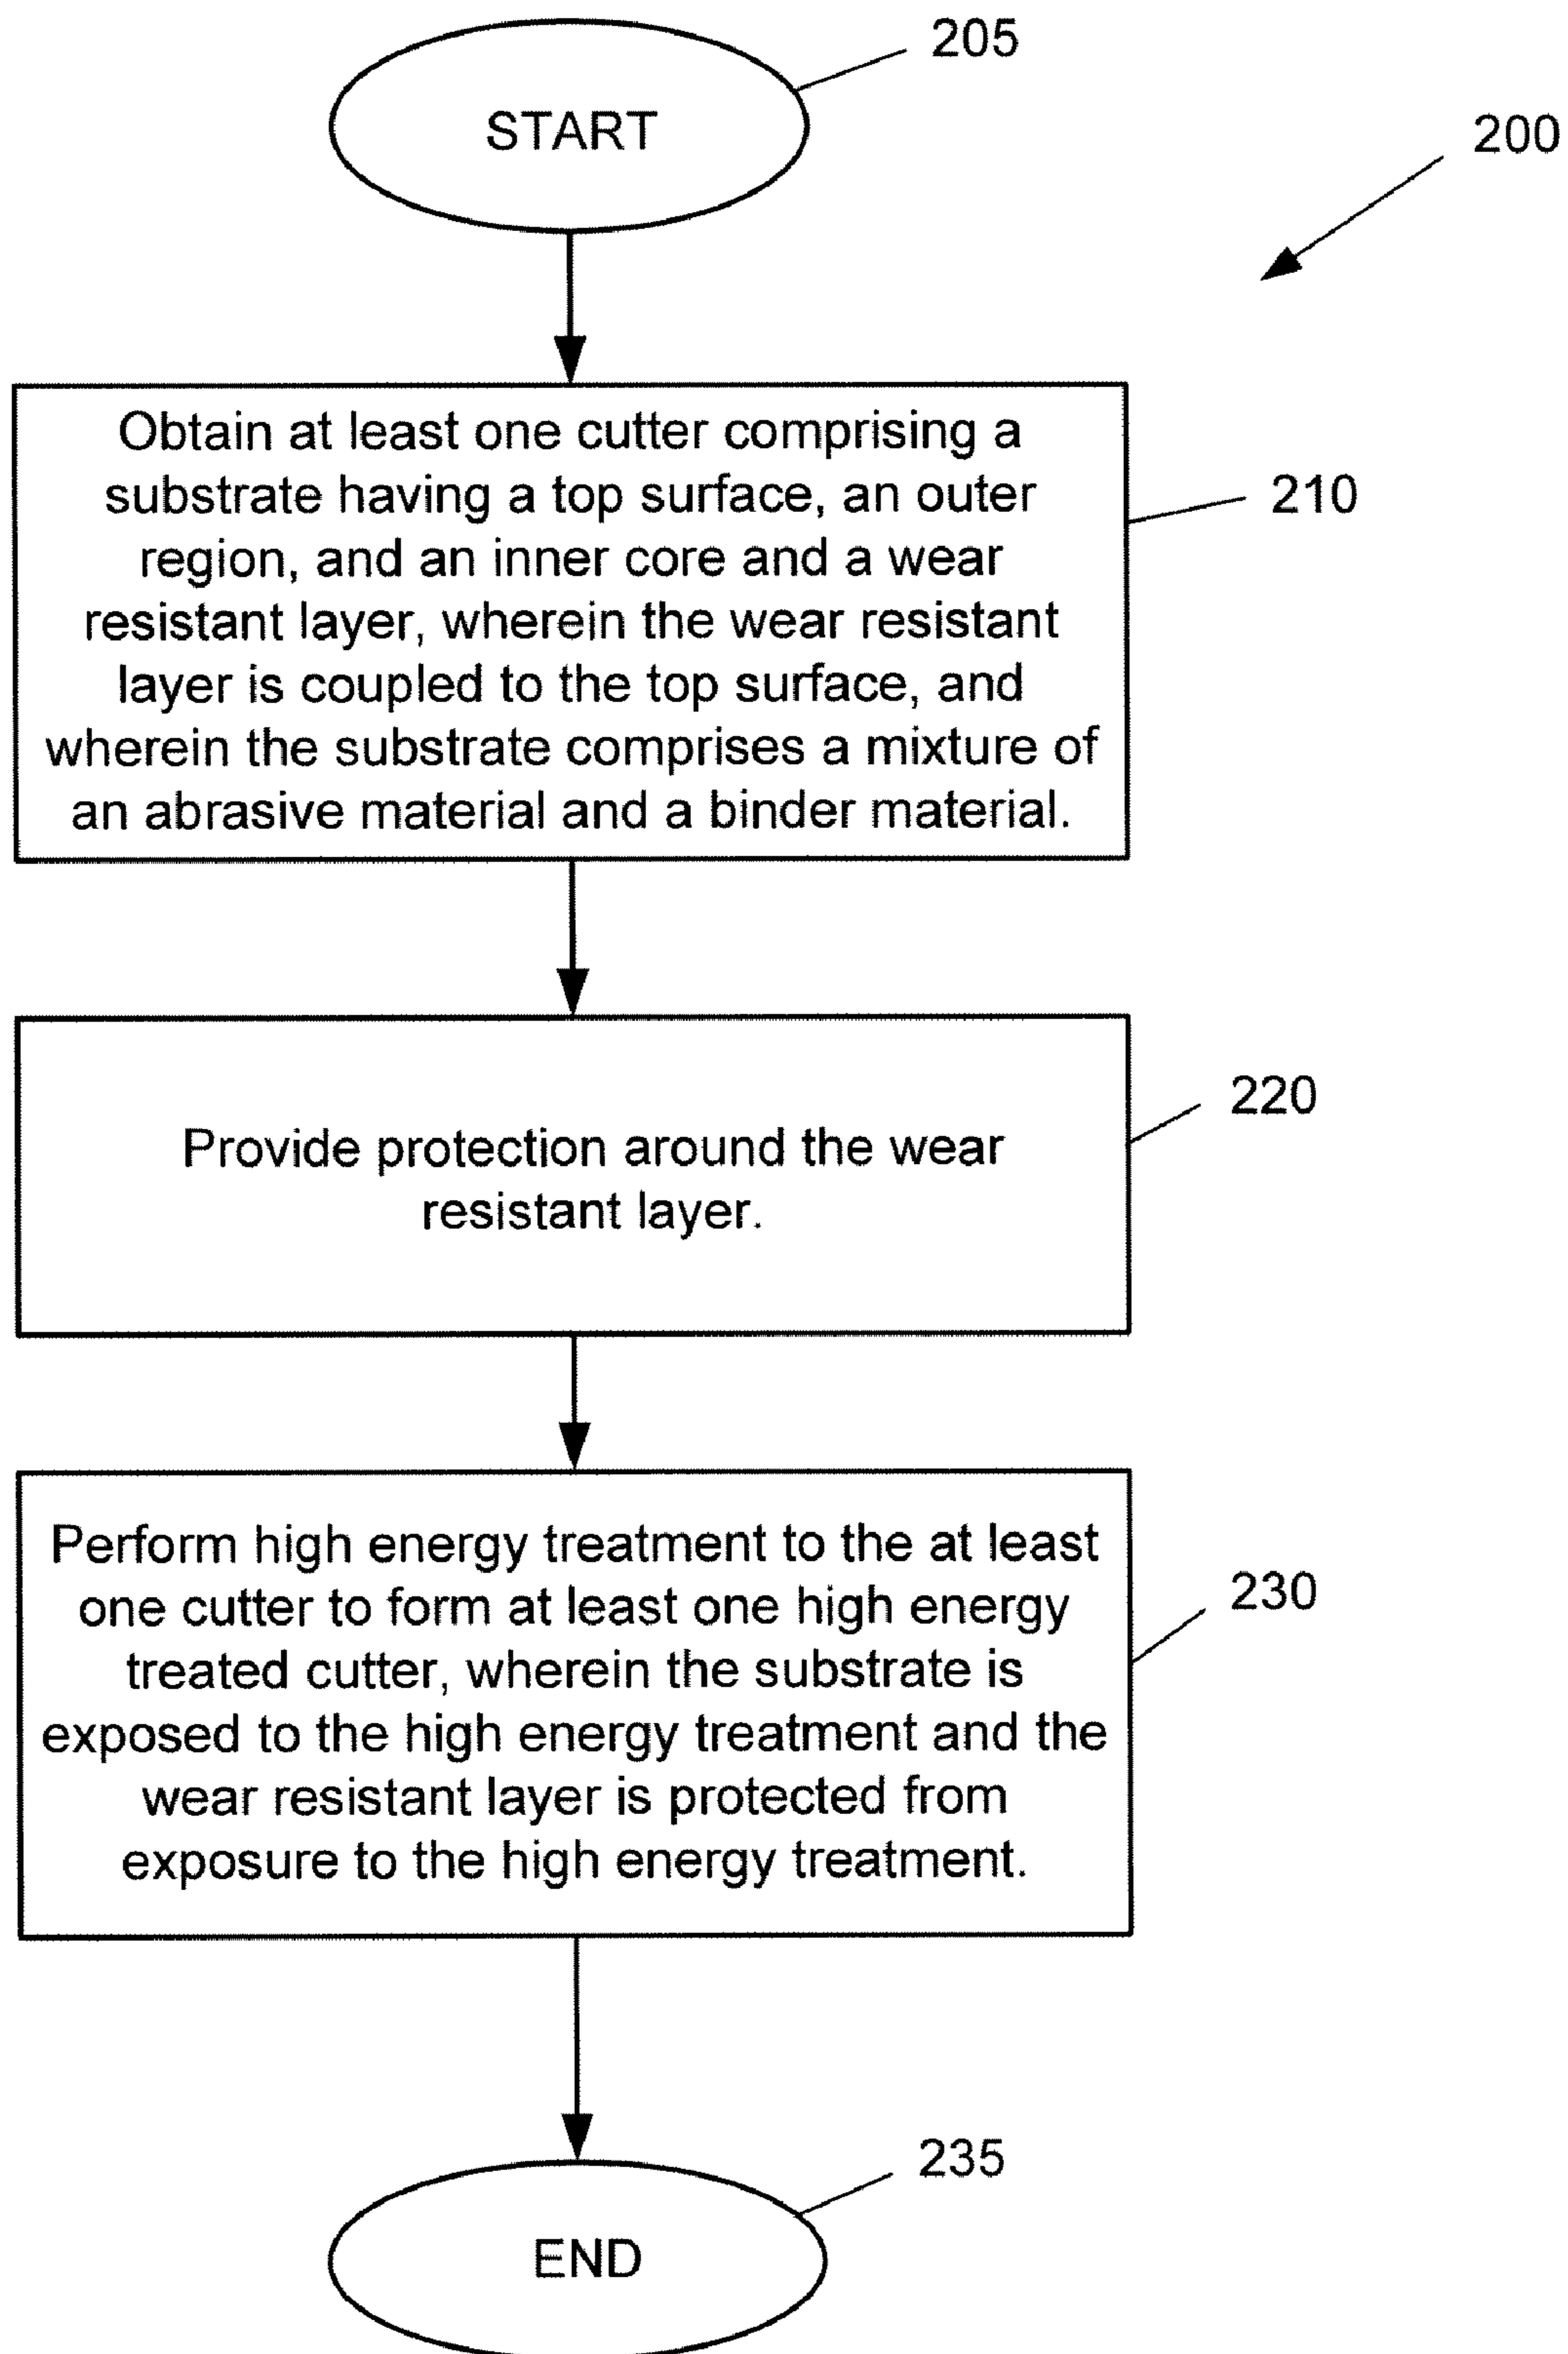 205
START
200
Obtain at least one cutter comprising a
substrate having a top surface, an outer
region, and an inner core and a wear
resistant layer, wherein the wear resistant
layer is coupled to the top surface, and
wherein the substrate comprises a mixture of
an abrasive material and a binder material.
210
Provide protection around the wear
resistant layer.
220
Perform high energy treatment to the at least
one cutter to form at least one high energy
treated cutter, wherein the substrate is
exposed to the high energy treatment and the
wear resistant layer is protected from
exposure to the high energy treatment.
230
235
END